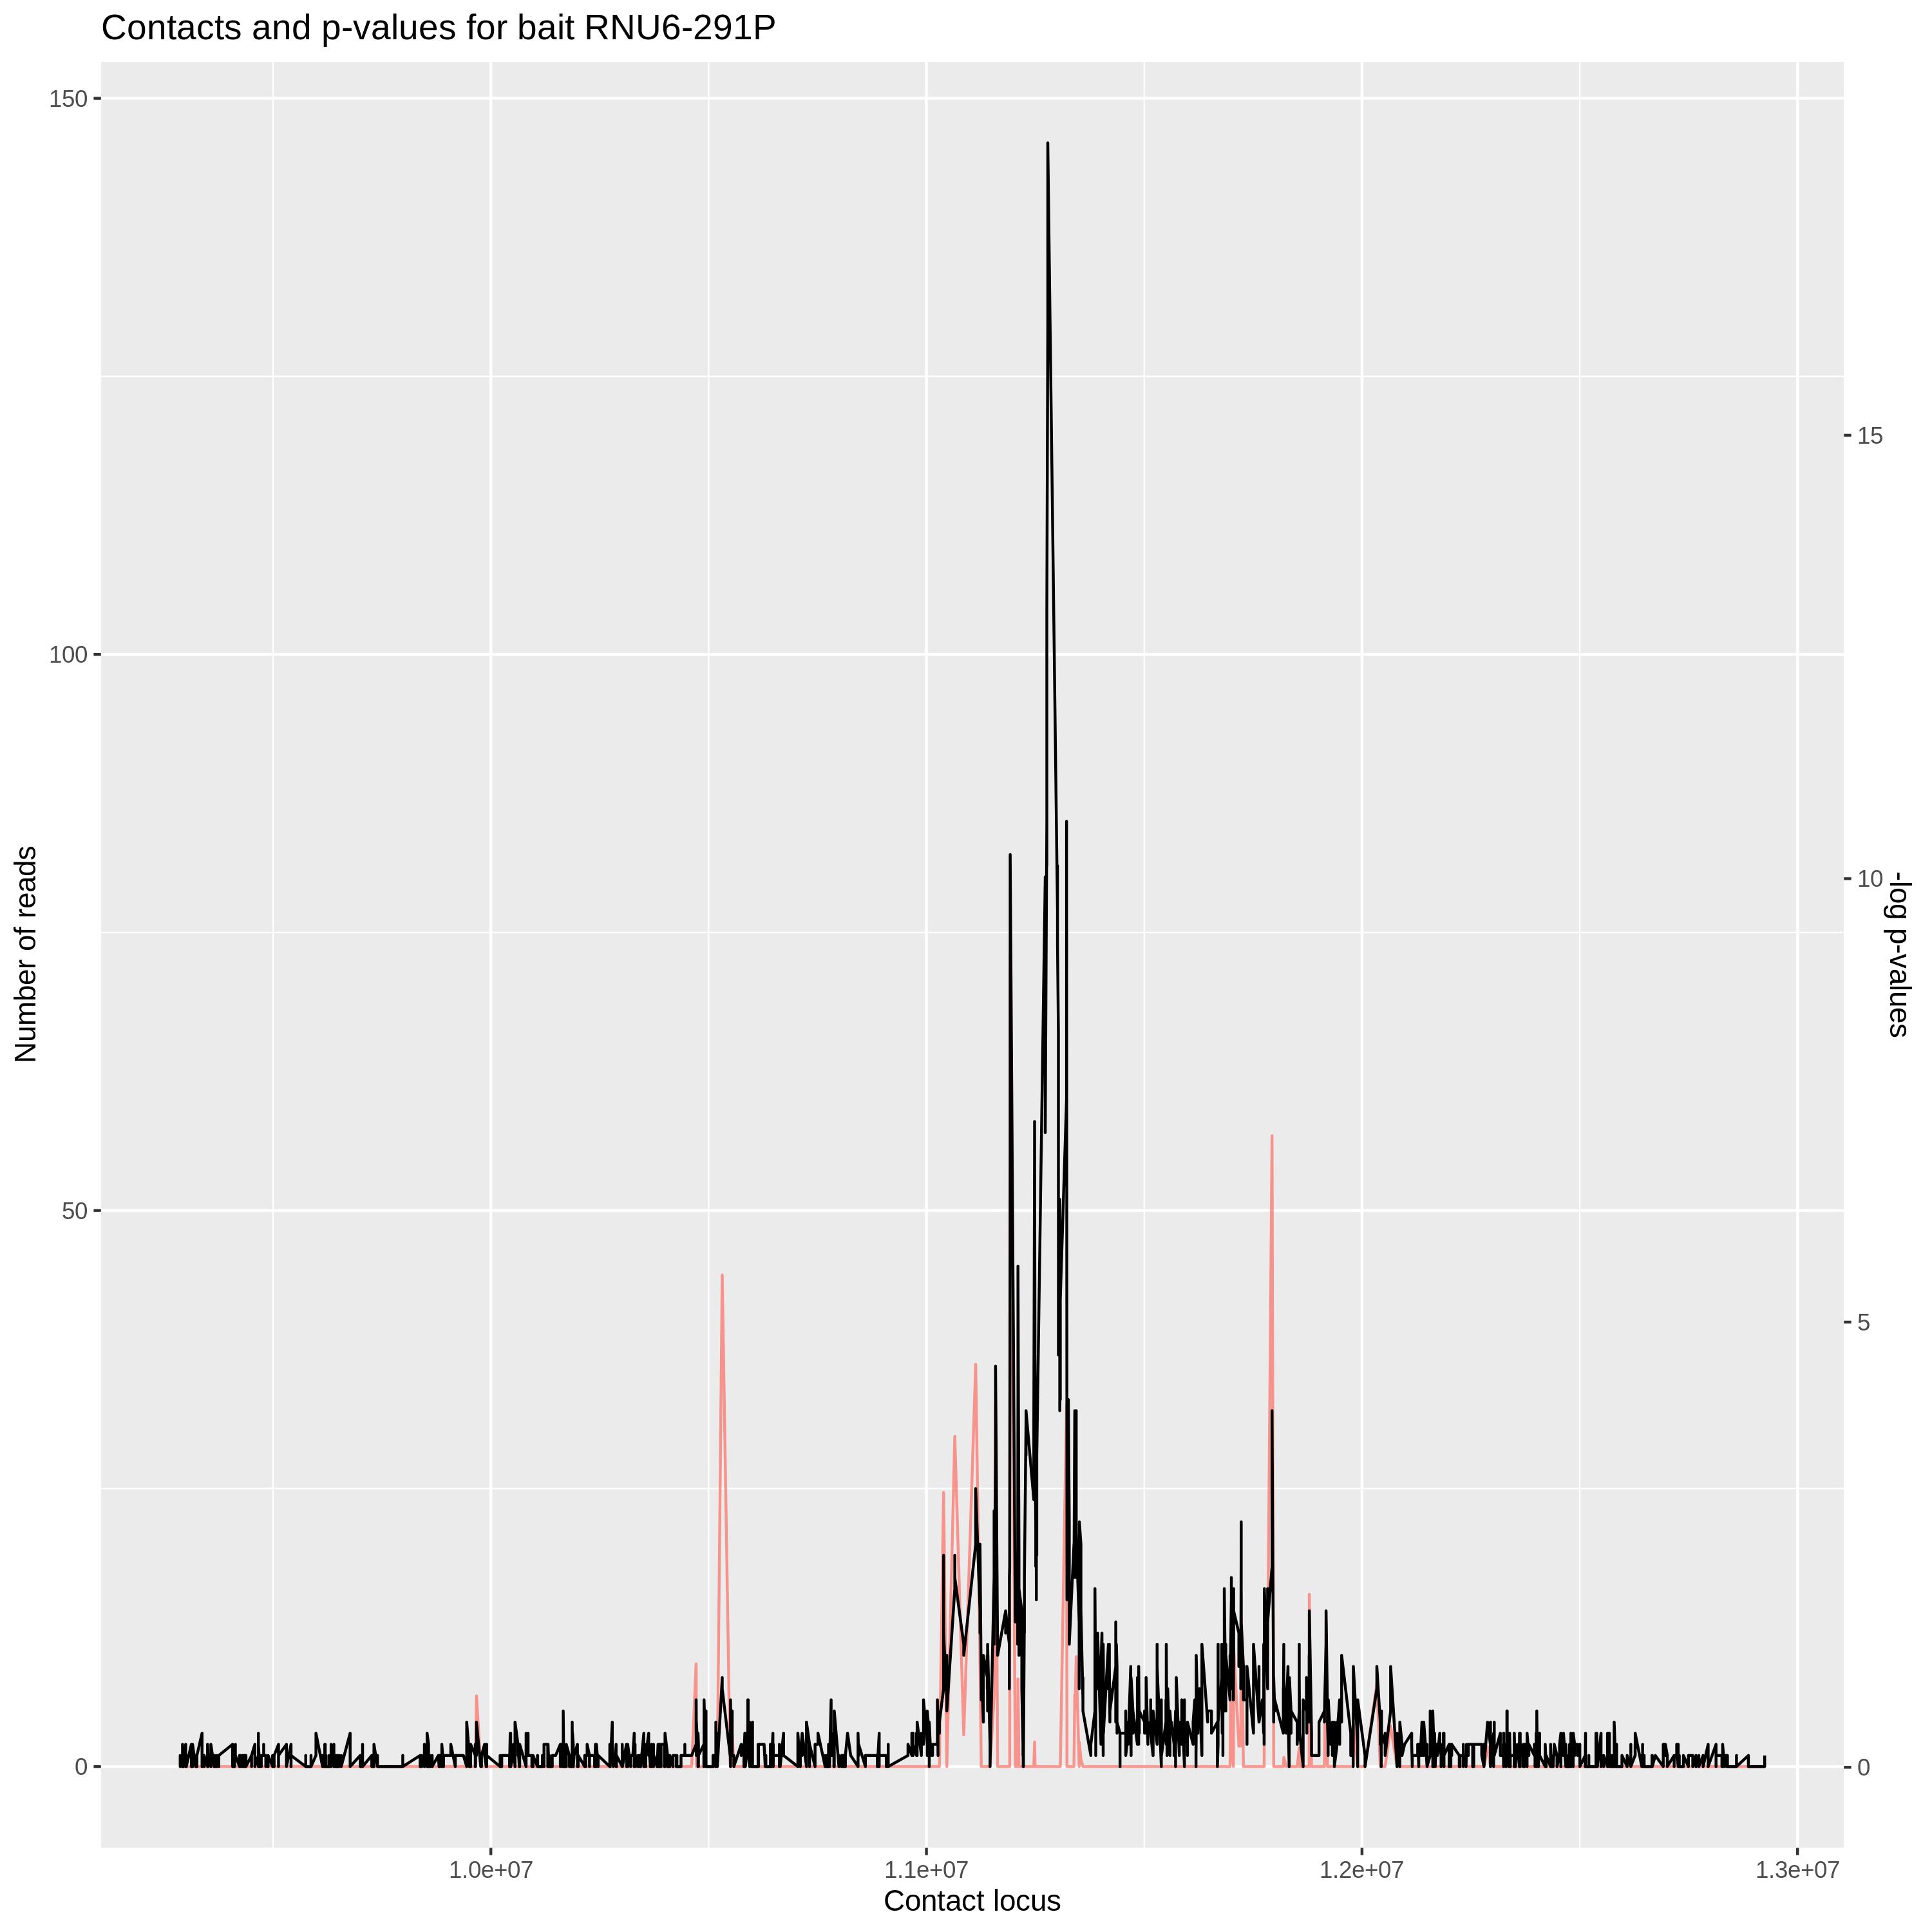 Contacts and p-values for bait RNU6-291P
150
100
50
0
Number of reads
15
10
5
0
-log p-values
1.0e+07
1.1e+07
1.2e+07
1.3e+07
Contact locus